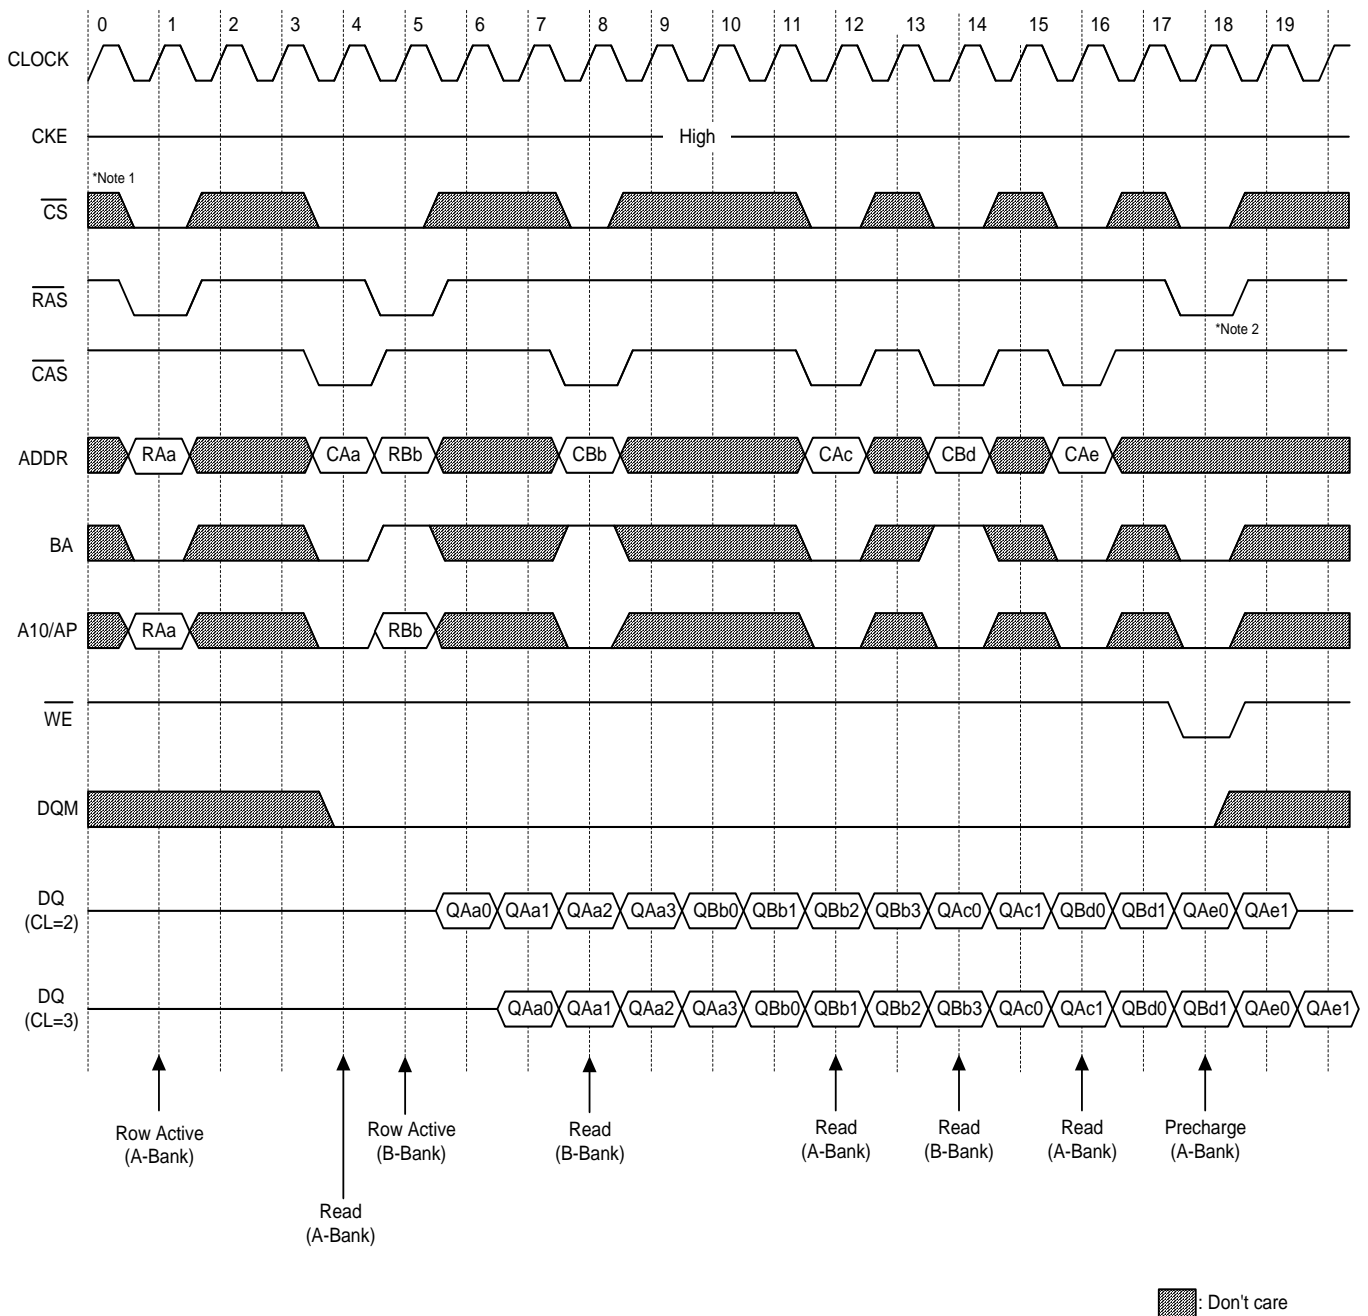 0 1 2 3 4 5 6 7 8 9 10 11 12 13 14 15 16 17 18 19
CLOCK
CKE
High
*Note 1
CS
RAS
*Note 2
CAS
ADDR RAa CAa RBb CBb CAc CBd CAe
BA
A10/AP RAa RBb
WE
DQM
DQ
(CL=2)
QAa0 QAa1 QAa2 QAa3 QBb0 QBb1 QBb2 QBb3 QAc0 QAc1 QBd0 QBd1 QAe0 QAe1
DQ
(CL=3)
QAa0 QAa1 QAa2 QAa3 QBb0 QBb1 QBb2 QBb3 QAc0 QAc1 QBd0 QBd1 QAe0 QAe1
Row Active
(A-Bank)
Read
(A-Bank)
Row Active
(B-Bank)
Read
(B-Bank)
Read
(A-Bank)
Read
(B-Bank)
Read
(A-Bank)
Precharge
(A-Bank)
: Don't care